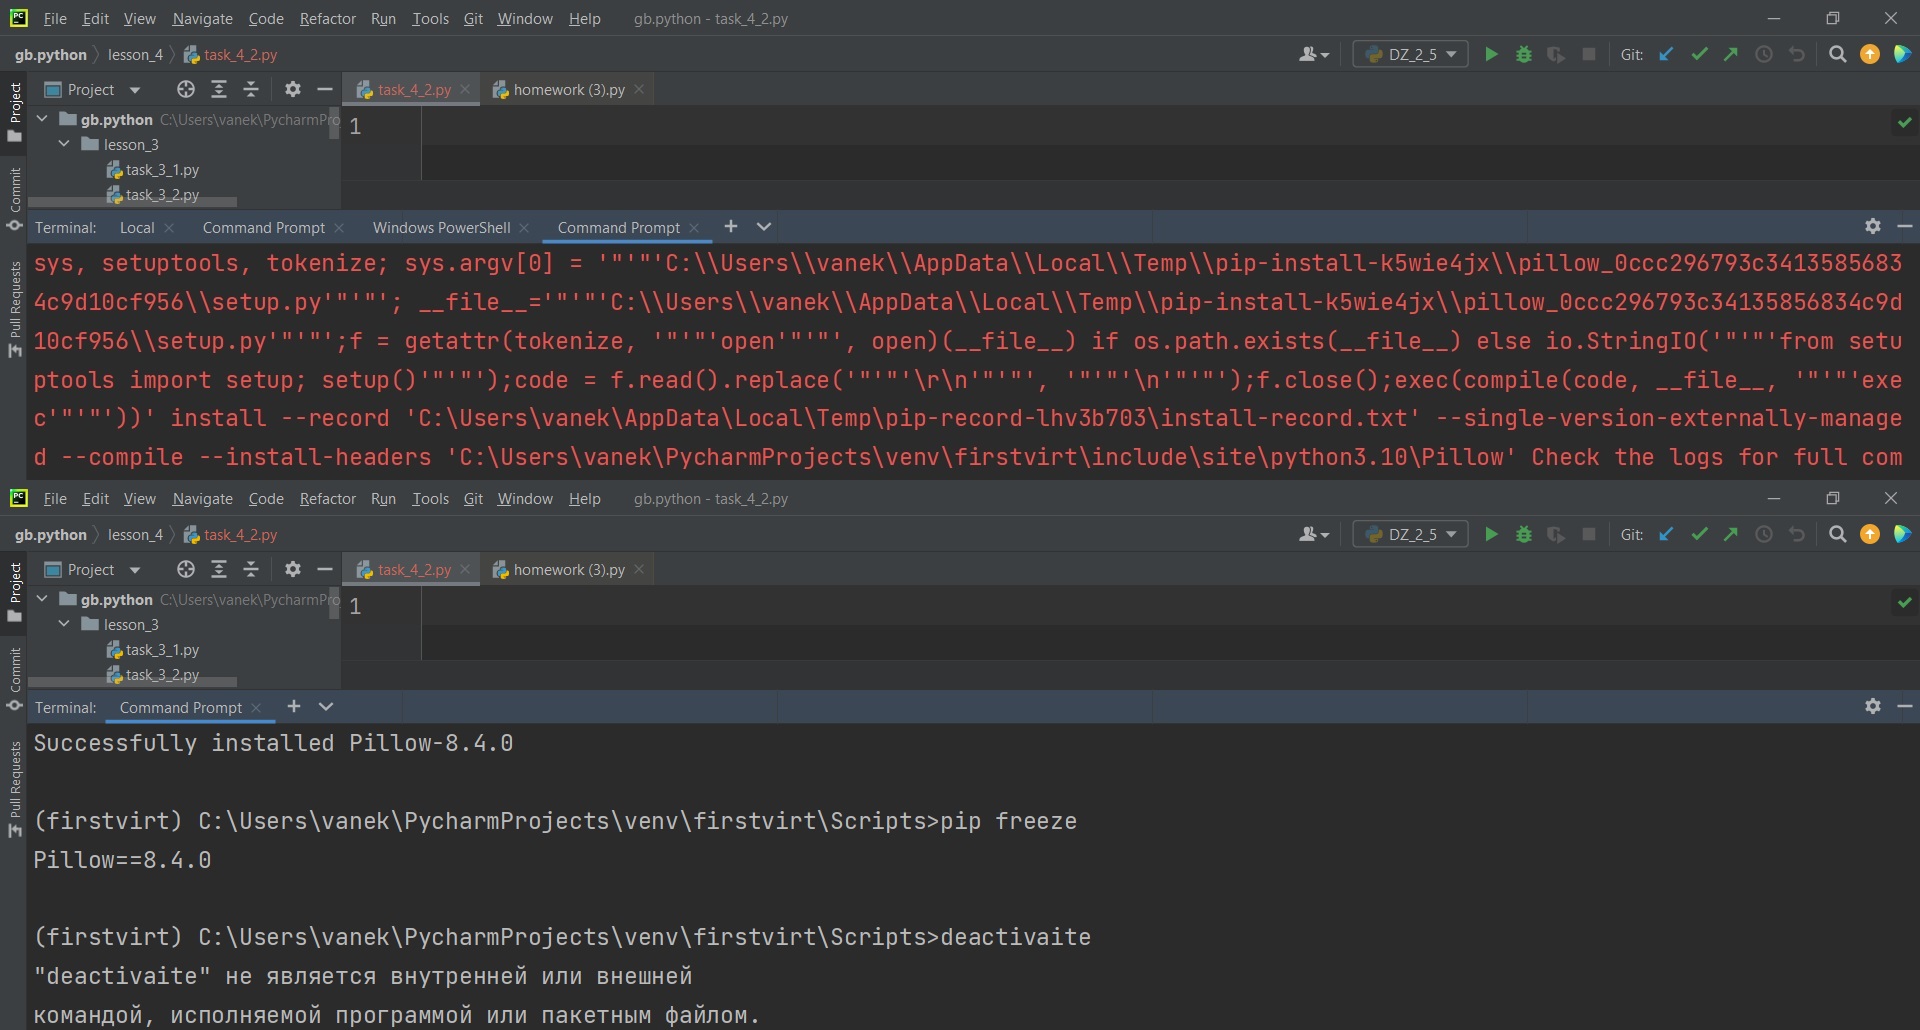 File Edit View Navigate Code Refactor Run Tools Git Window Help gb.python - task_4_2.py
gb.python lesson_4 task_4_2.py DZ_2_5 Git:
Project task_4_2.py homework (3).py
Project
gb.python C:\Users\vanek\PycharmPro
1
lesson_3
task_3_1.py
task_3_2.py
Commit
Pull Requests
Terminal: Local Command Prompt Windows PowerShell Command Prompt
sys, setuptools, tokenize; sys.argv[0] = '"'"'C:\\Users\\vanek\\AppData\\Local\\Temp\\pip-install-k5wie4jx\\pillow_0ccc296793c3413585683
4c9d10cf956\\setup.py'"'"'; __file__='"'"'C:\\Users\\vanek\\AppData\\Local\\Temp\\pip-install-k5wie4jx\\pillow_0ccc296793c34135856834c9d
10cf956\\setup.py'"'"';f = getattr(tokenize, '"'"'open'"'"', open)(__file__) if os.path.exists(__file__) else io.StringIO('"'"'from setu
ptools import setup; setup()'"'"');code = f.read().replace('"'"'\r\n'"'"', '"'"'\n'"'"');f.close();exec(compile(code, __file__, '"'"'exe
c'"'"'))' install --record 'C:\Users\vanek\AppData\Local\Temp\pip-record-lhv3b703\install-record.txt' --single-version-externally-manage
d --compile --install-headers 'C:\Users\vanek\PycharmProjects\venv\firstvirt\include\site\python3.10\Pillow' Check the logs for full com
File Edit View Navigate Code Refactor Run Tools Git Window Help gb.python - task_4_2.py
gb.python lesson_4 task_4_2.py DZ_2_5 Git:
Project task_4_2.py homework (3).py
Project
gb.python C:\Users\vanek\PycharmPro
1
lesson_3
task_3_1.py
task_3_2.py
Commit
Pull Requests
Terminal: Command Prompt
Successfully installed Pillow-8.4.0
(firstvirt) C:\Users\vanek\PycharmProjects\venv\firstvirt\Scripts>pip freeze
Pillow==8.4.0
(firstvirt) C:\Users\vanek\PycharmProjects\venv\firstvirt\Scripts>deactivaite
"deactivaite" не является внутренней или внешней
командой, исполняемой программой или пакетным файлом.